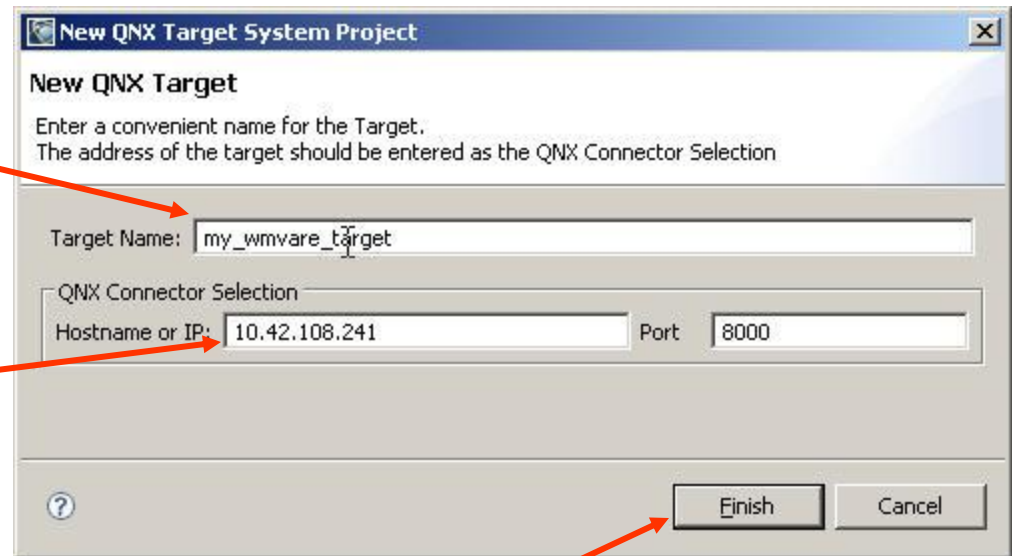 New QNX Target System Project
New QNX Target
Enter a convenient name for the Target.
The address of the target should be entered as the QNX Connector Selection
Target Name: my_wmvare_target
QNX Connector Selection
Hostname or IP: 10.42.108.241 Port 8000
Finish Cancel